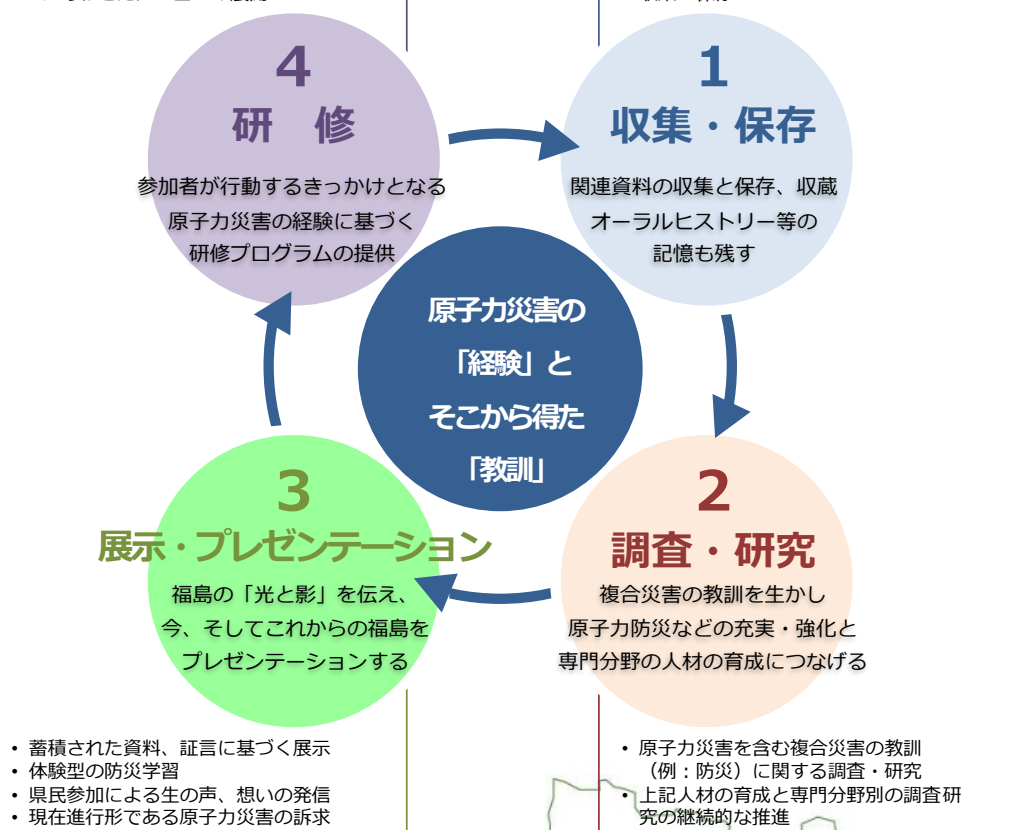 4
研　修
参加者が行動するきっかけとなる
原子力災害の経験に基づく
研修プログラムの提供
1
収集・保存
関連資料の収集と保存、収蔵
オーラルヒストリー等の
記憶も残す
原子力災害の
「経験」と
そこから得た
「教訓」
3
展示・プレゼンテーション
福島の「光と影」を伝え、
今、そしてこれからの福島を
プレゼンテーションする
2
調査・研究
複合災害の教訓を生かし
原子力防災などの充実・強化と
専門分野の人材の育成につなげる
• 蓄積された資料、証言に基づく展示
• 体験型の防災学習
• 県民参加による生の声、想いの発信
• 現在進行形である原子力災害の訴求
• 原子力災害を含む複合災害の教訓
（例：防災）に関する調査・研究
• 上記人材の育成と専門分野別の調査研
究の継続的な推進